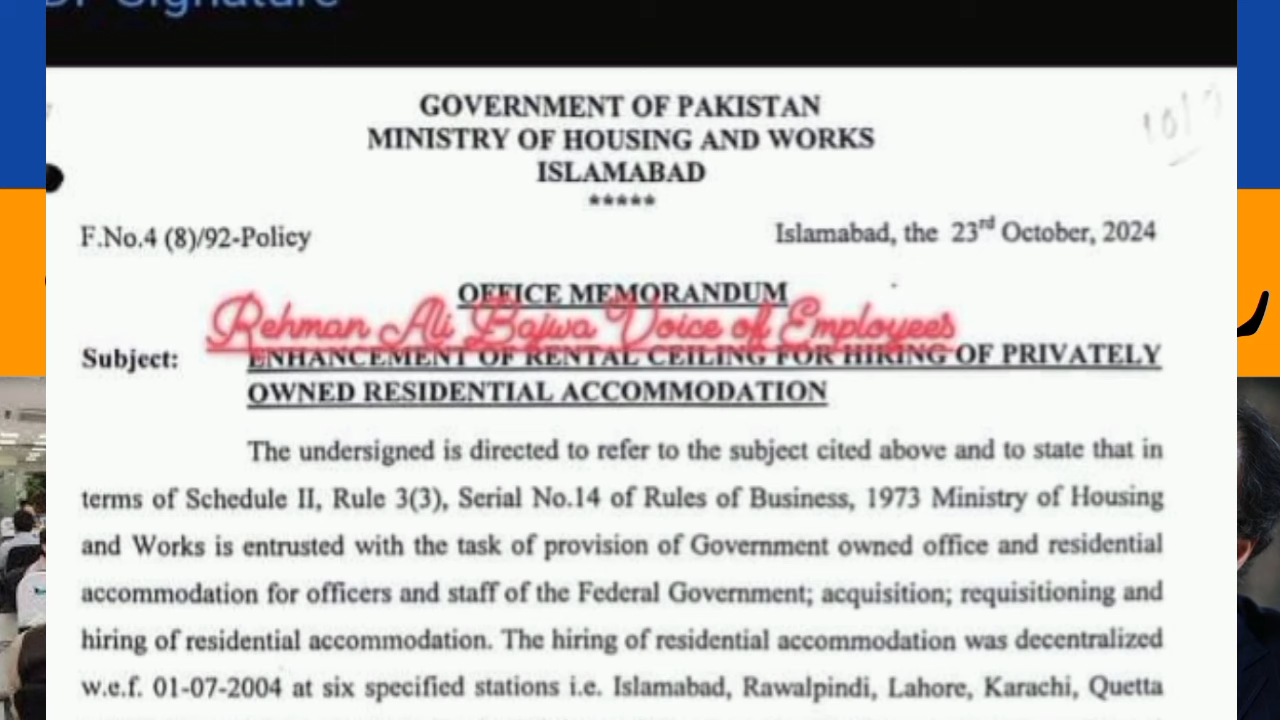 Signature
GOVERNMENT OF PAKISTAN
MINISTRY OF HOUSING AND WORKS
ISLAMABAD
*****
F.No.4 (8)/92-Policy
Islamabad, the 23rd October, 2024
OFFICE MEMORANDUM
Rehman Ali Bajwa Voice of Employees
Subject: ENHANCEMENT OF RENTAL CEILING FOR HIRING OF PRIVATELY
OWNED RESIDENTIAL ACCOMMODATION
The undersigned is directed to refer to the subject cited above and to state that in
terms of Schedule II, Rule 3(3), Serial No.14 of Rules of Business, 1973 Ministry of Housing
and Works is entrusted with the task of provision of Government owned office and residential
accommodation for officers and staff of the Federal Government; acquisition; requisitioning and
hiring of residential accommodation. The hiring of residential accommodation was decentralized
w.e.f. 01-07-2004 at six specified stations i.e. Islamabad, Rawalpindi, Lahore, Karachi, Quetta